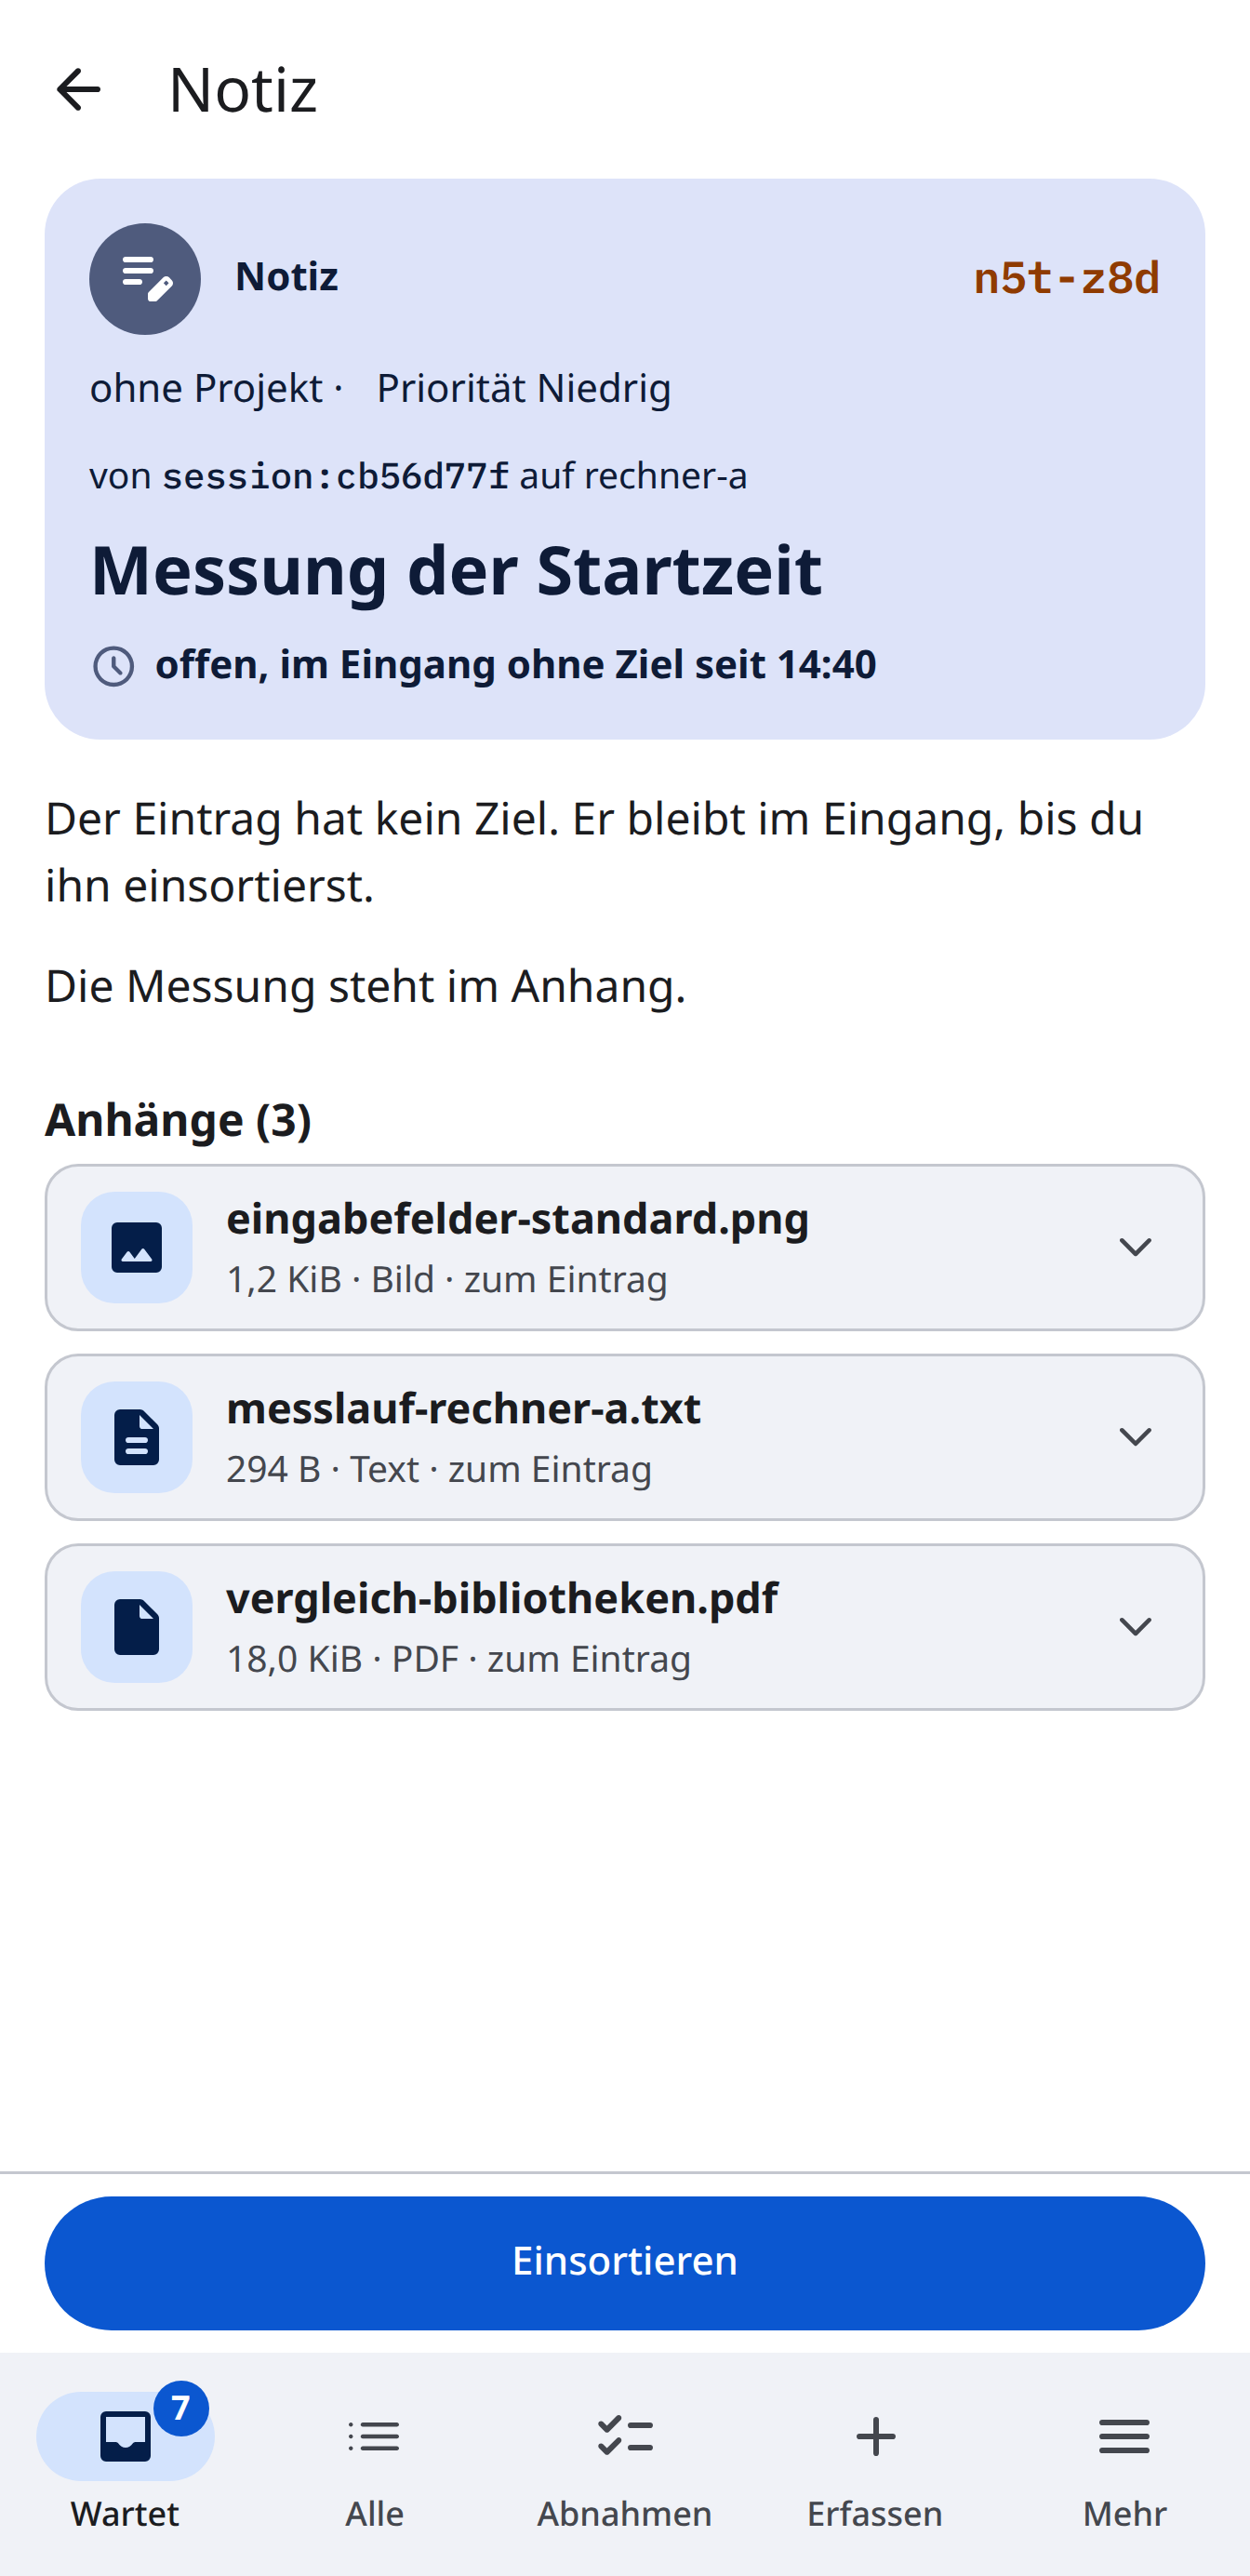 Notiz
Notiz
n5t-z8d
ohne Projekt · Priorität Niedrig
von session:cb56d77f auf rechner-a
Messung der Startzeit
offen, im Eingang ohne Ziel seit 14:40
Der Eintrag hat kein Ziel. Er bleibt im Eingang, bis du
ihn einsortierst.
Die Messung steht im Anhang.
Anhänge (3)
eingabefelder-standard.png
1,2 KiB · Bild · zum Eintrag
messlauf-rechner-a.txt
294 B · Text · zum Eintrag
vergleich-bibliotheken.pdf
18,0 KiB · PDF · zum Eintrag
Einsortieren
7
Wartet
Alle
Abnahmen
Erfassen
Mehr